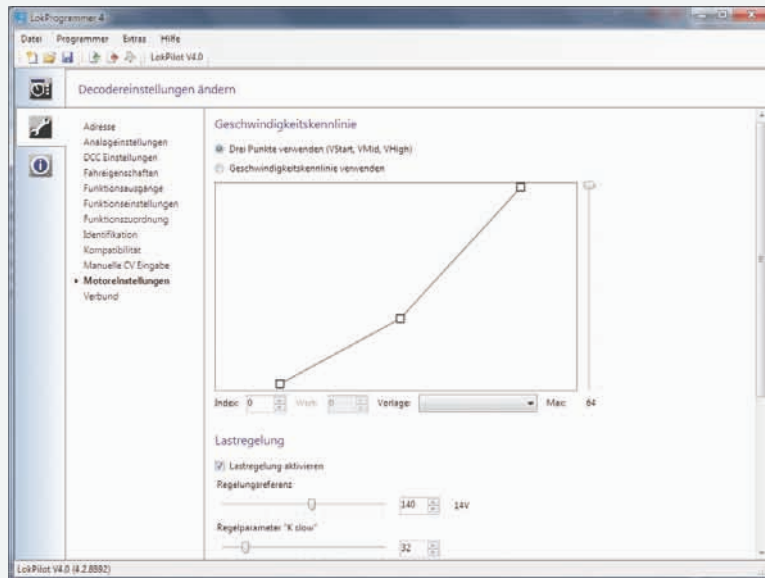 LokProgrammer 4
Datei Programmer Extras Hilfe
LokPilot V4.0
Decodereinstellungen ändern
Adresse
Analogeinstellungen
DCC Einstellungen
Fahreigenschaften
Funktionsausgänge
Funktionseinstellungen
Funktionszuordnung
Identifikation
Kompatibilität
Manuelle CV Eingabe
Motoreinstellungen
Verbund
Geschwindigkeitskennlinie
Drei Punkte verwenden (VStart, VMid, VHigh)
Geschwindigkeitskennlinie verwenden
Index: 0 Wert: 0 Vorlage: Max: 64
Lastregelung
Lastregelung aktivieren
Regelungsreferenz
140 14V
Regelparameter "K slow"
32
LokPilot V4.0 (4.2.8892)